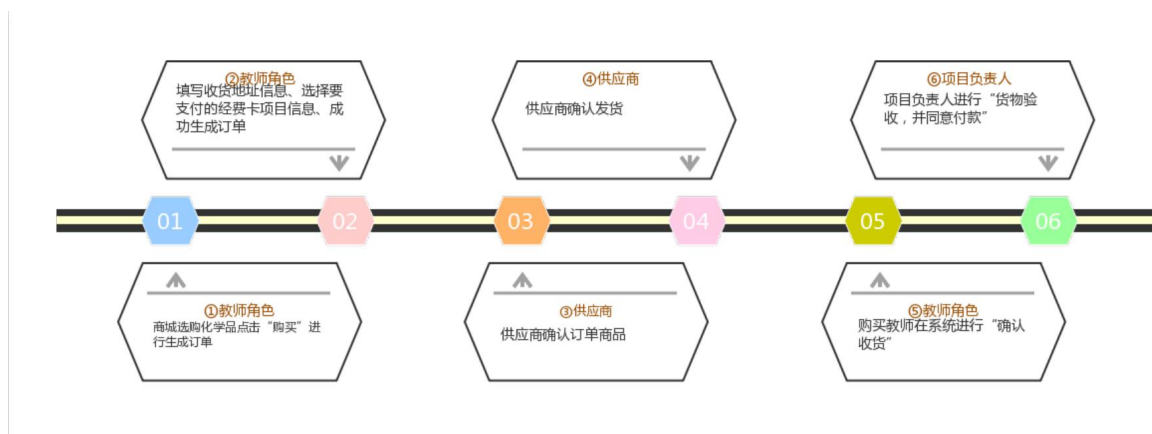 ②教师角色
填写收货地址信息、选择要
支付的经费卡项目信息、成
功生成订单
④供应商
供应商确认发货
⑥项目负责人
项目负责人进行“货物验
收，并同意付款”
01
02
03
04
05
06
①教师角色
商城选购化学品点击“购买”进
行生成订单
③供应商
供应商确认订单商品
⑤教师角色
购买教师在系统进行“确认
收货”